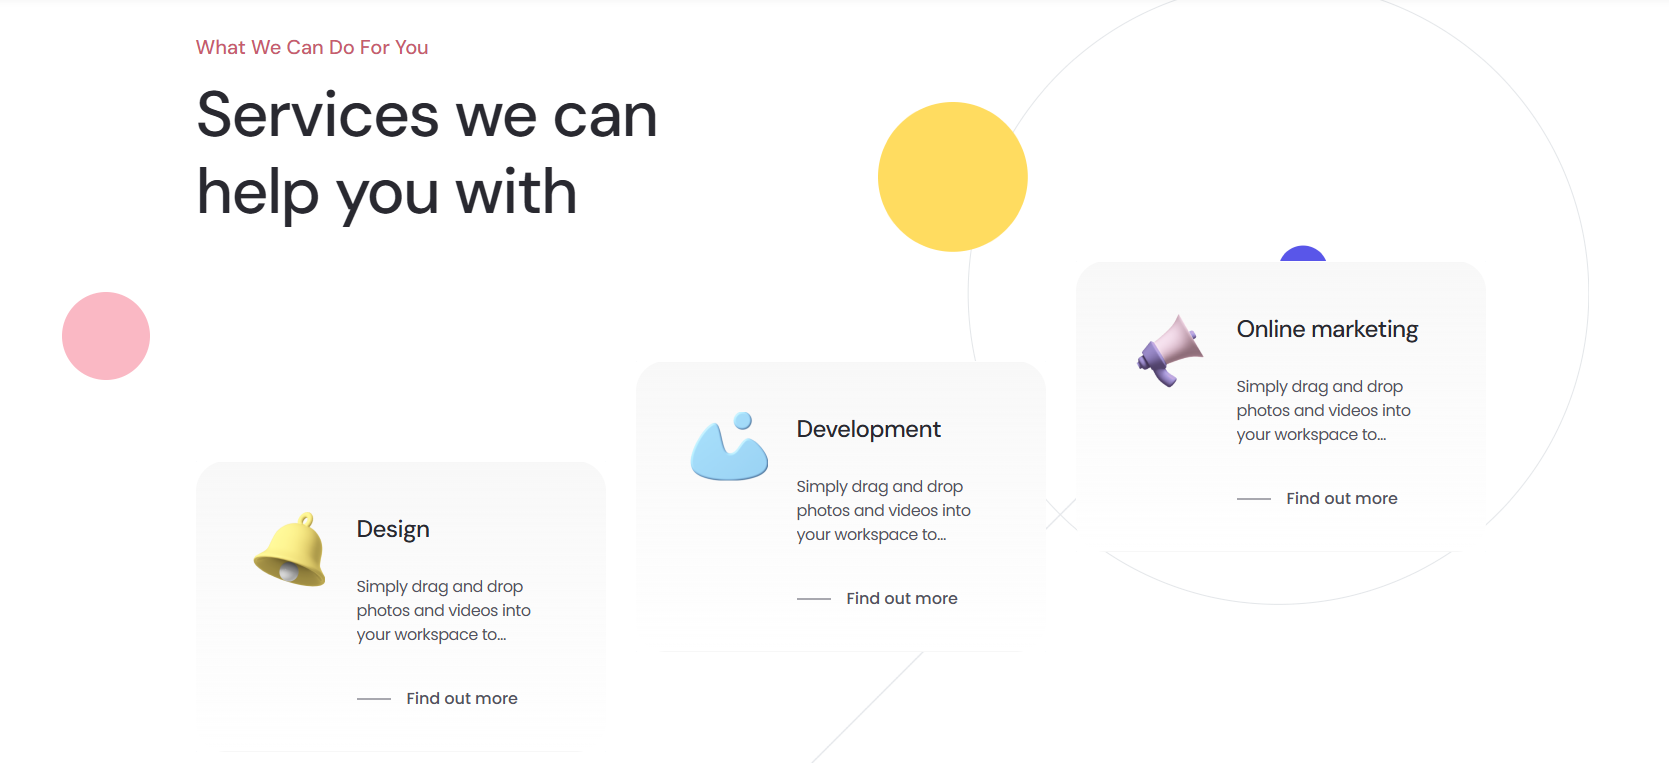 What We Can Do For You
Services we can
help you with
Design
Simply drag and drop
photos and videos into
your workspace to...
Find out more
Development
Simply drag and drop
photos and videos into
your workspace to...
Find out more
Online marketing
Simply drag and drop
photos and videos into
your workspace to...
Find out more